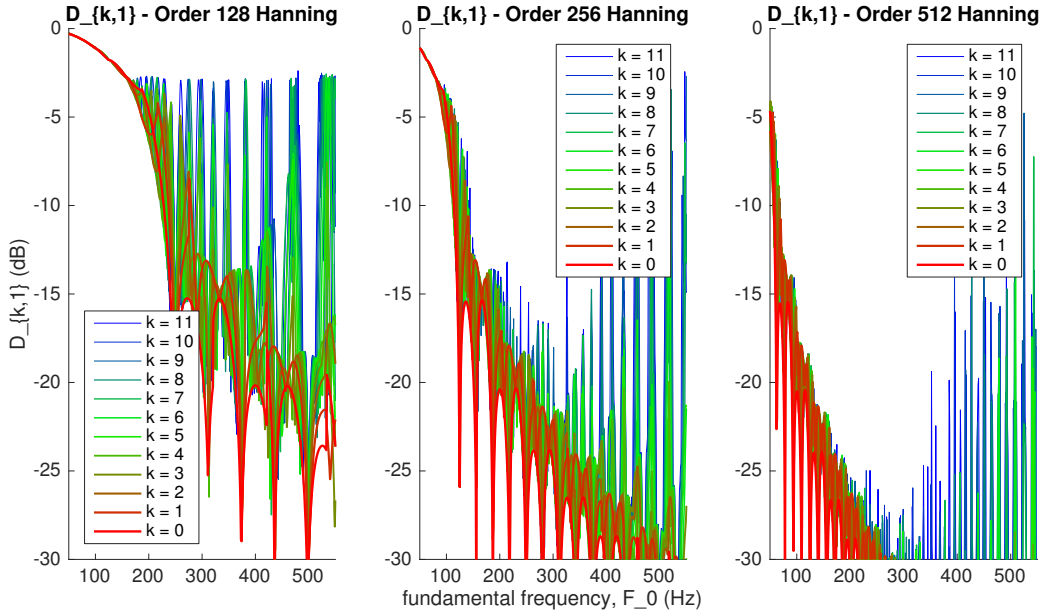 D_{k,1} - Order 128 Hanning
D_{k,1} - Order 256 Hanning
D_{k,1} - Order 512 Hanning
D_{k,1} (dB)
0
-5
-10
-15
-20
-25
-30
100
200
300
400
500
k = 11
k = 10
k = 9
k = 8
k = 7
k = 6
k = 5
k = 4
k = 3
k = 2
k = 1
k = 0
0
-5
-10
-15
-20
-25
-30
100
200
300
400
500
k = 11
k = 10
k = 9
k = 8
k = 7
k = 6
k = 5
k = 4
k = 3
k = 2
k = 1
k = 0
0
-5
-10
-15
-20
-25
-30
100
200
300
400
500
k = 11
k = 10
k = 9
k = 8
k = 7
k = 6
k = 5
k = 4
k = 3
k = 2
k = 1
k = 0
fundamental frequency, F_0 (Hz)